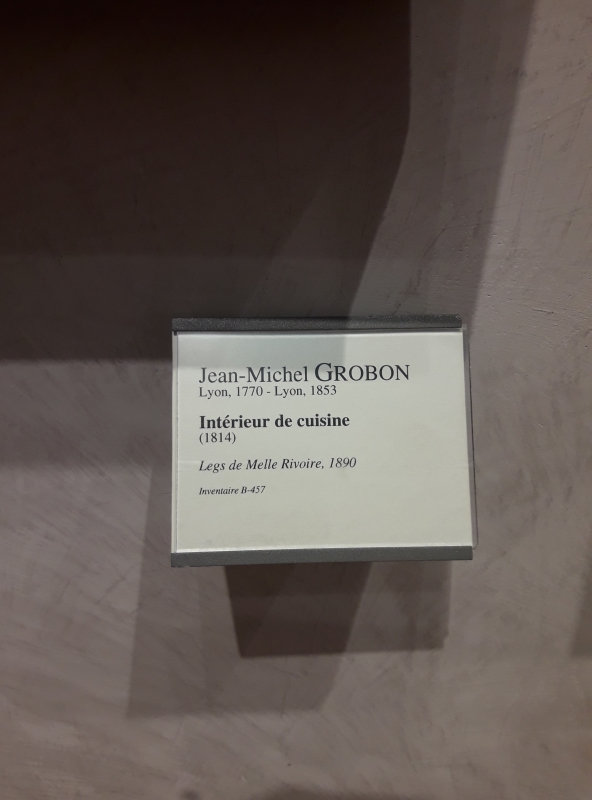 Jean-Michel GROBON
Lyon, 1770 - Lyon, 1853
Intérieur de cuisine
(1814)
Legs de Melle Rivoire, 1890
Inventaire B-457